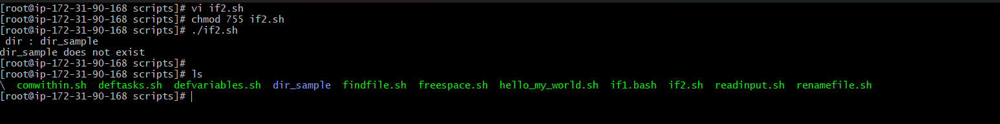 [root@ip-172-31-90-168 scripts]# vi if2.sh
[root@ip-172-31-90-168 scripts]# chmod 755 if2.sh
[root@ip-172-31-90-168 scripts]# ./if2.sh
 dir : dir_sample
dir_sample does not exist
[root@ip-172-31-90-168 scripts]#
[root@ip-172-31-90-168 scripts]# ls
\  comwithin.sh  deftasks.sh  defvariables.sh  dir_sample  findfile.sh  freespace.sh  hello_my_world.sh  if1.bash  if2.sh  readinput.sh  renamefile.sh
[root@ip-172-31-90-168 scripts]#